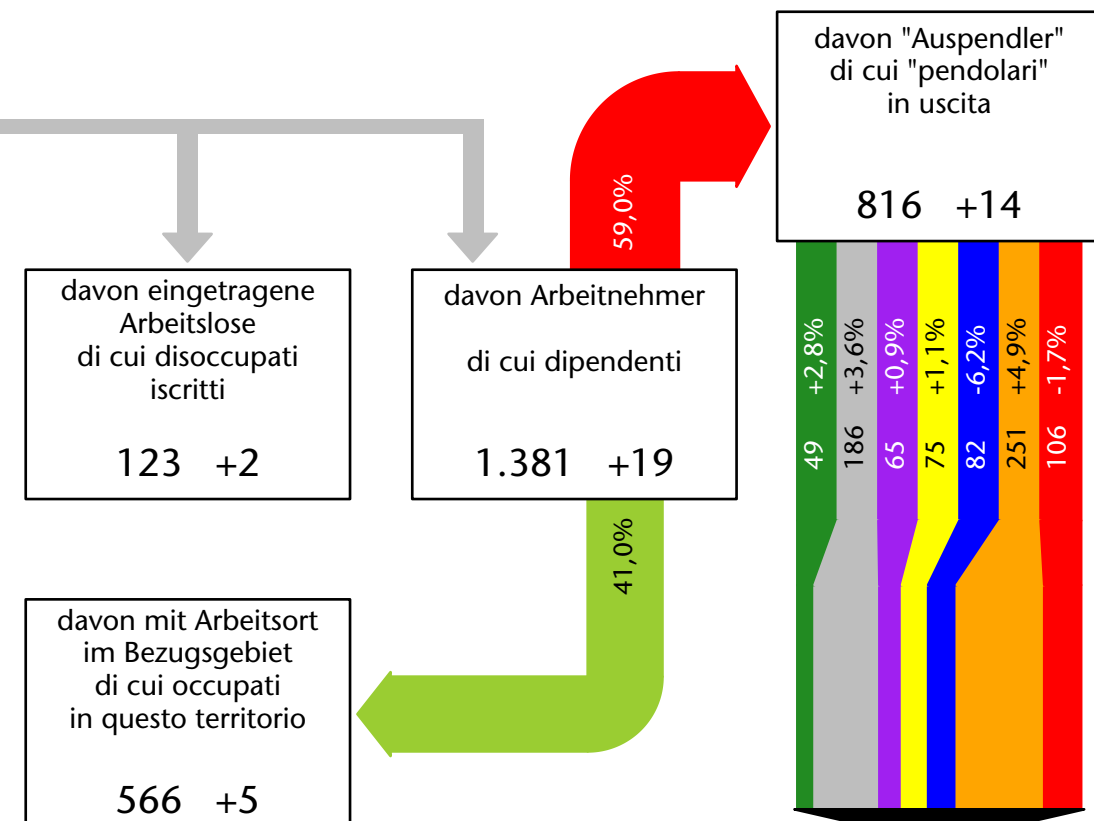 davon "Auspendler"
di cui "pendolari"
in uscita
816 +14
59,0%
davon eingetragene
Arbeitslose
di cui disoccupati
iscritti
123 +2
davon Arbeitnehmer
di cui dipendenti
1.381 +19
49 +2,8%
186 +3,6%
65 +0,9%
75 +1,1%
82 -6,2%
251 +4,9%
106 -1,7%
41,0%
davon mit Arbeitsort
im Bezugsgebiet
di cui occupati
in questo territorio
566 +5